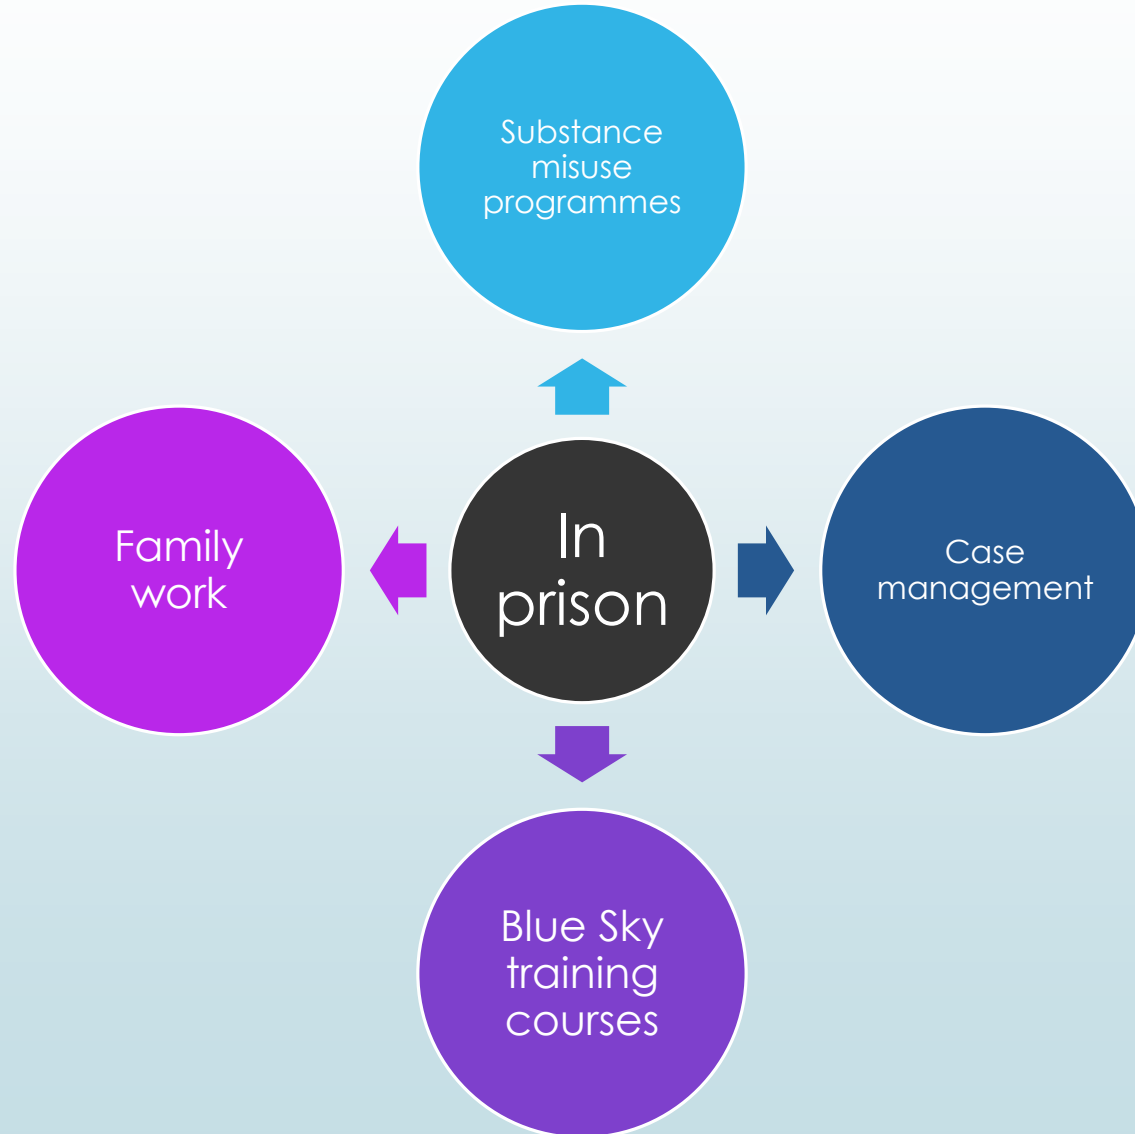 Substance
misuse
programmes
Family
work
In
prison
Case
management
Blue Sky
training
courses